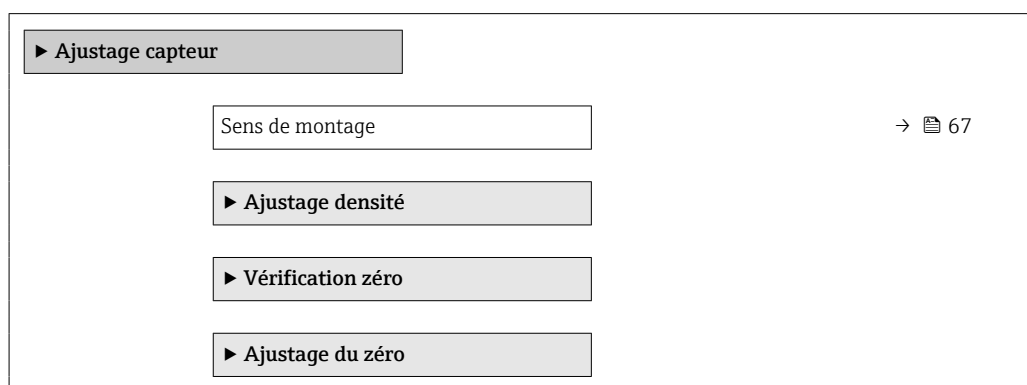 ▶ Ajustage capteur
Sens de montage → 67
▶ Ajustage densité
▶ Vérification zéro
▶ Ajustage du zéro